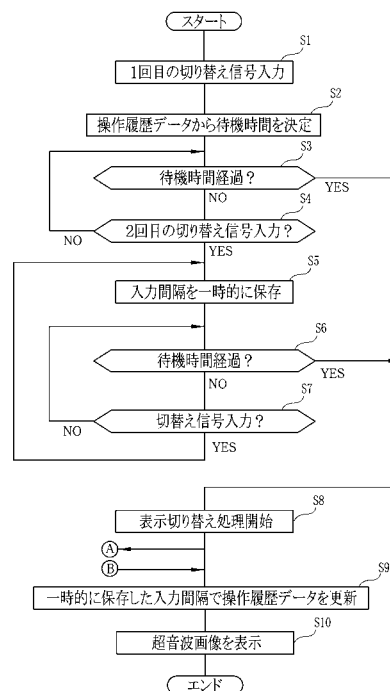 スタート
S1
1回目の切り替え信号入力
S2
操作履歴データから待機時間を決定
S3
待機時間経過？
YES
NO
S4
2回目の切り替え信号入力？
NO
YES
S5
入力間隔を一時的に保存
S6
待機時間経過？
YES
NO
S7
切替え信号入力？
NO
YES
S8
表示切り替え処理開始
A
B
S9
一時的に保存した入力間隔で操作履歴データを更新
S10
超音波画像を表示
エンド